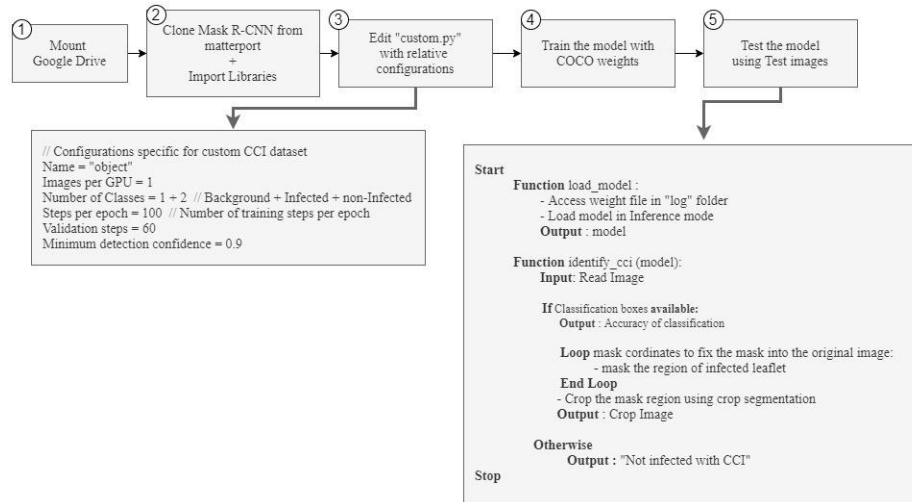 1
Mount
Google Drive
2
Clone Mask R-CNN from
matterport
+
Import Libraries
3
Edit "custom.py"
with relative
configurations
4
Train the model with
COCO weights
5
Test the model
using Test images
// Configurations specific for custom CCI dataset
Name = "object"
Images per GPU = 1
Number of Classes = 1 + 2 // Background + Infected + non-Infected
Steps per epoch = 100 // Number of training steps per epoch
Validation steps = 60
Minimum detection confidence = 0.9
Start
Function load_model :
- Access weight file in "log" folder
- Load model in Inference mode
Output : model
Function identify_cci (model):
Input: Read Image
If Classification boxes available:
Output : Accuracy of classification
Loop mask cordinates to fix the mask into the original image:
- mask the region of infected leaflet
End Loop
- Crop the mask region using crop segmentation
Output : Crop Image
Otherwise
Output : "Not infected with CCI"
Stop